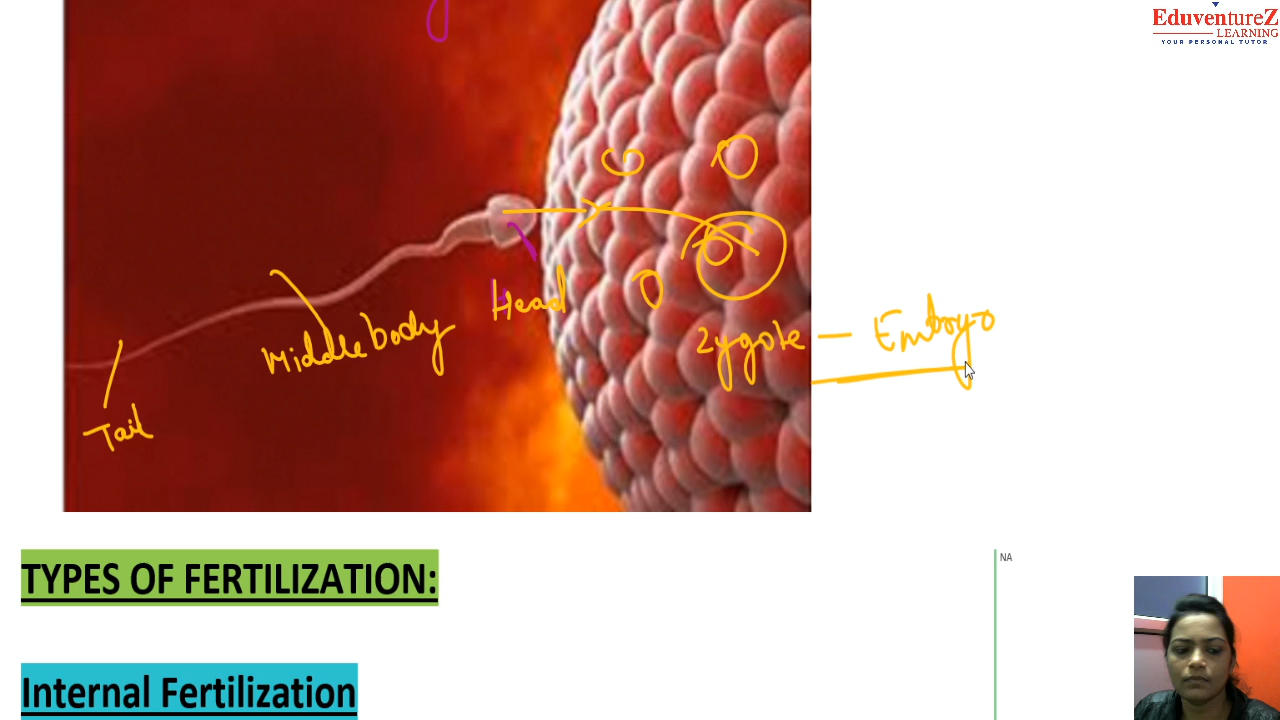 EduventureZ
LEARNING
YOUR PERSONAL TUTOR
Head
Middle body
Zygote — Embryo
Tail
TYPES OF FERTILIZATION:
NA
Internal Fertilization